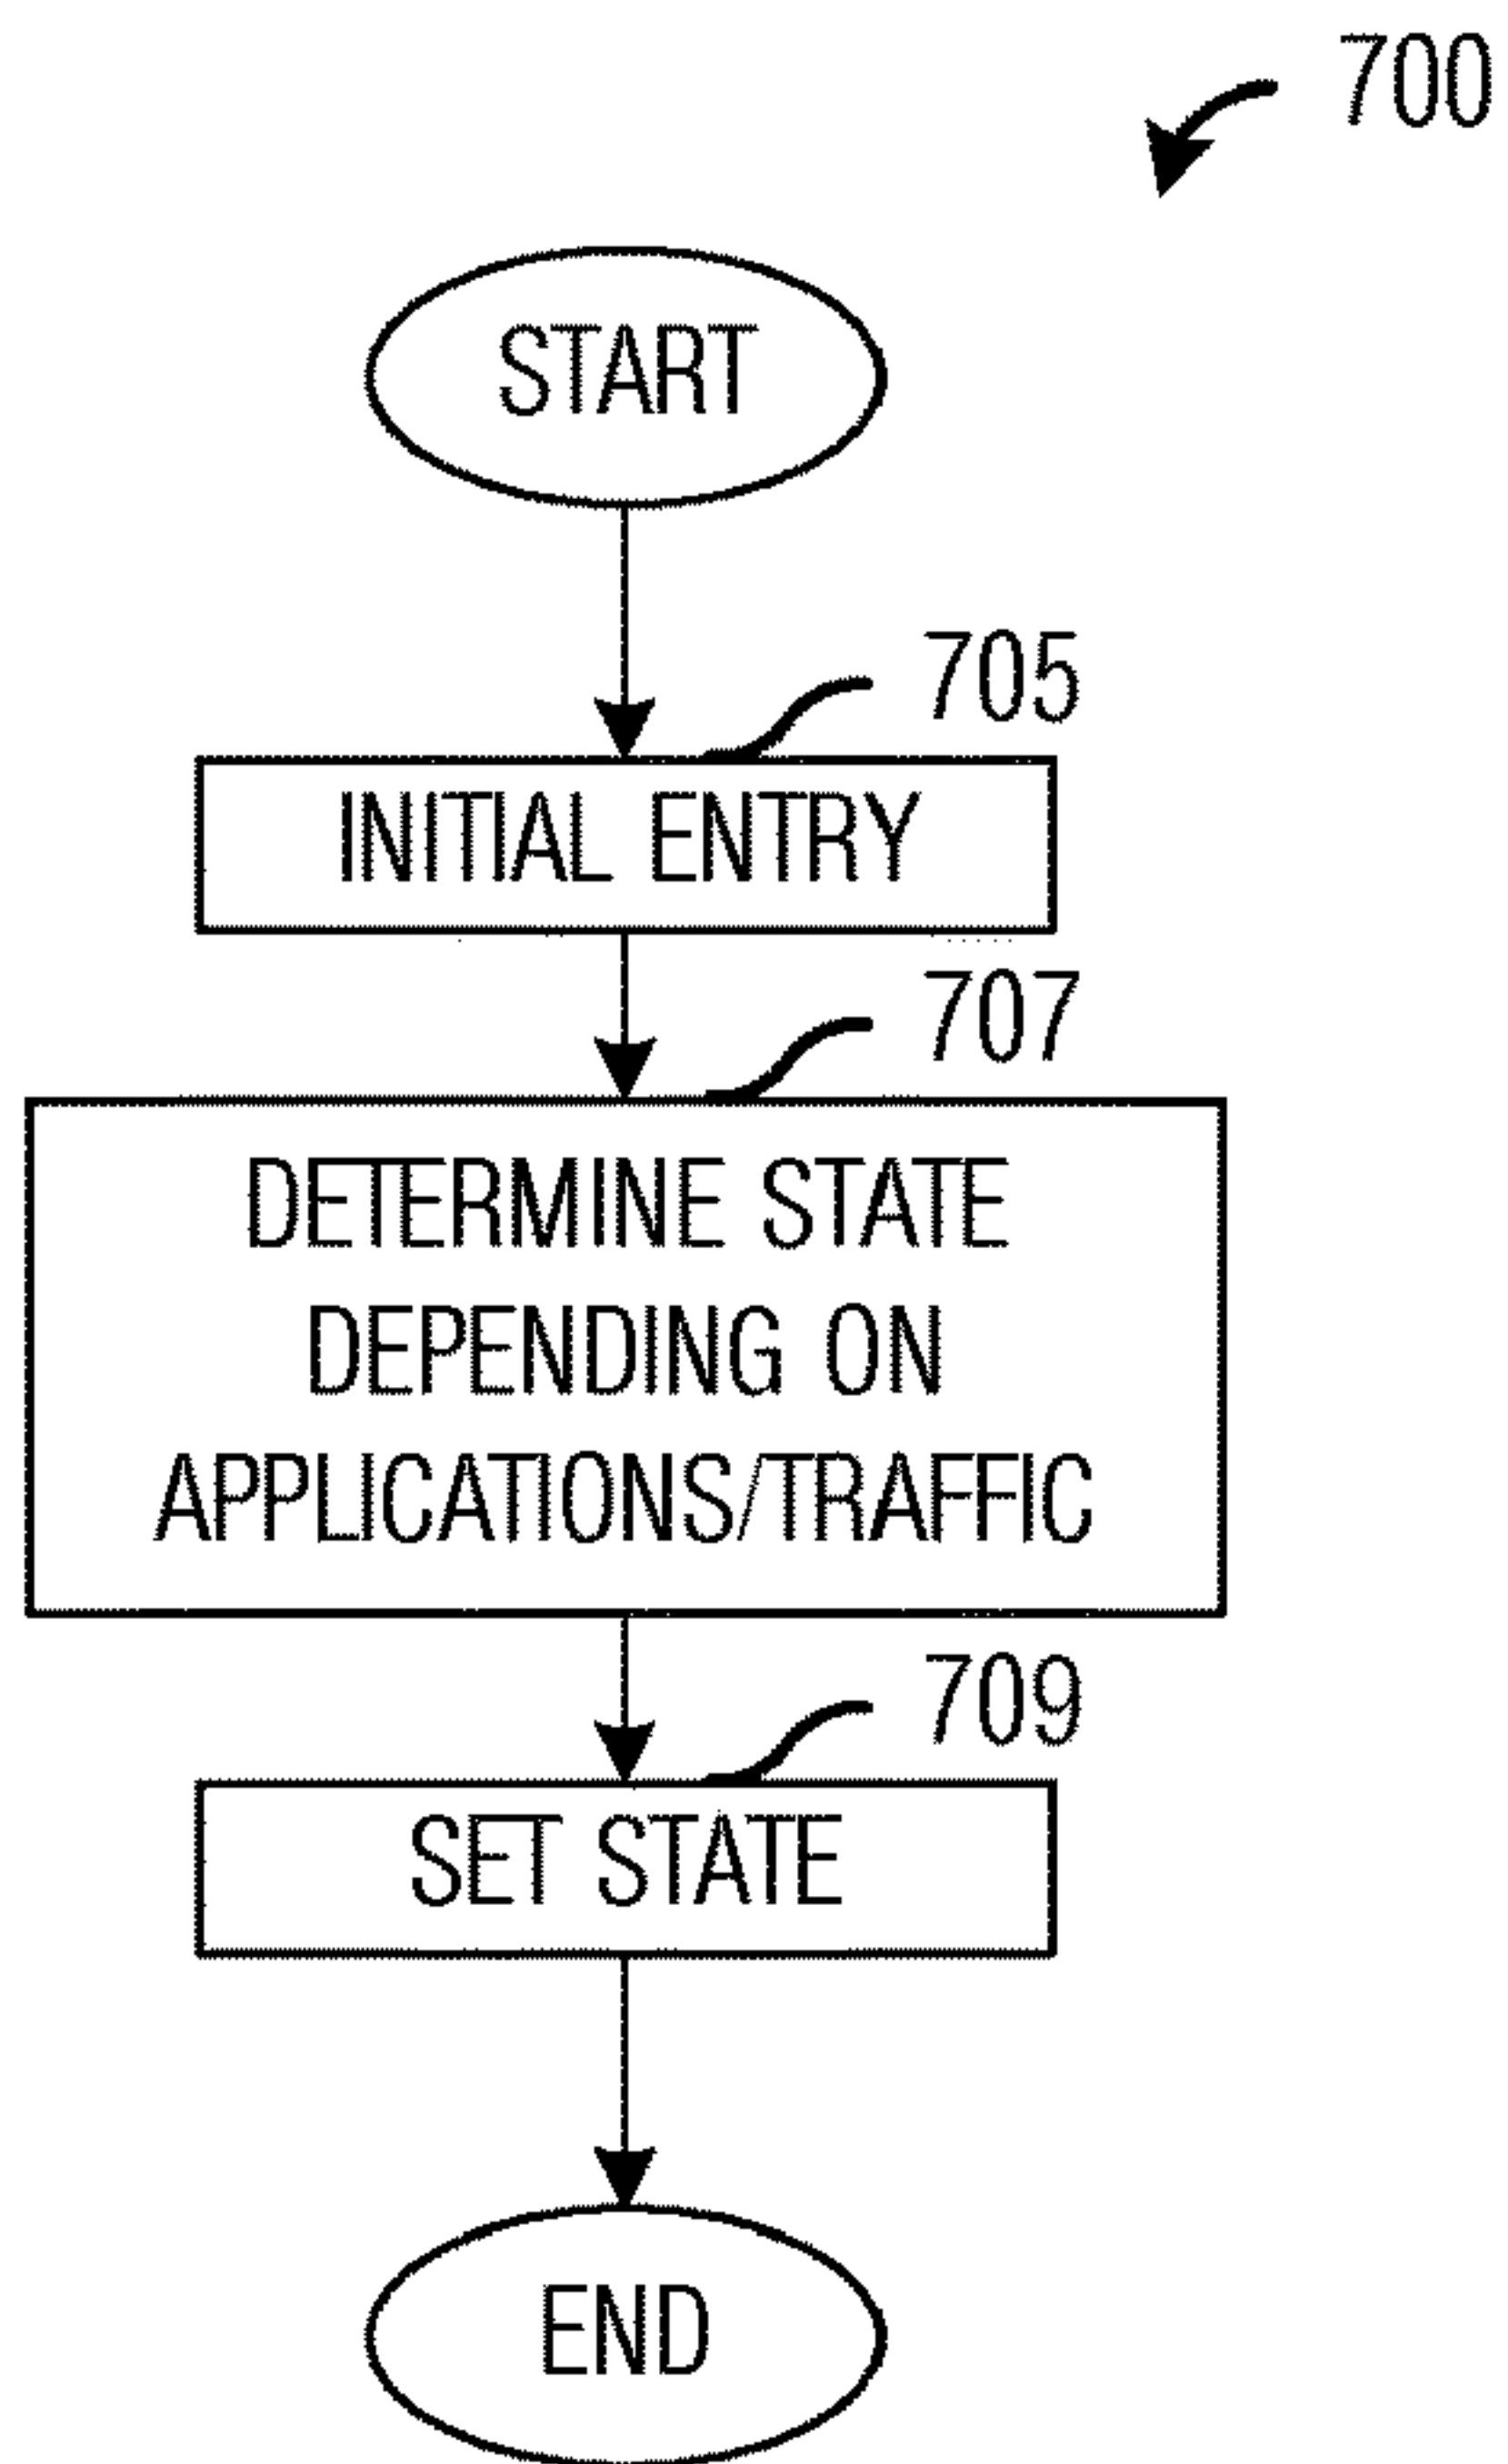 700
START
705
INITIAL ENTRY
707
DETERMINE STATE
DEPENDING ON
APPLICATIONS/TRAFFIC
709
SET STATE
END